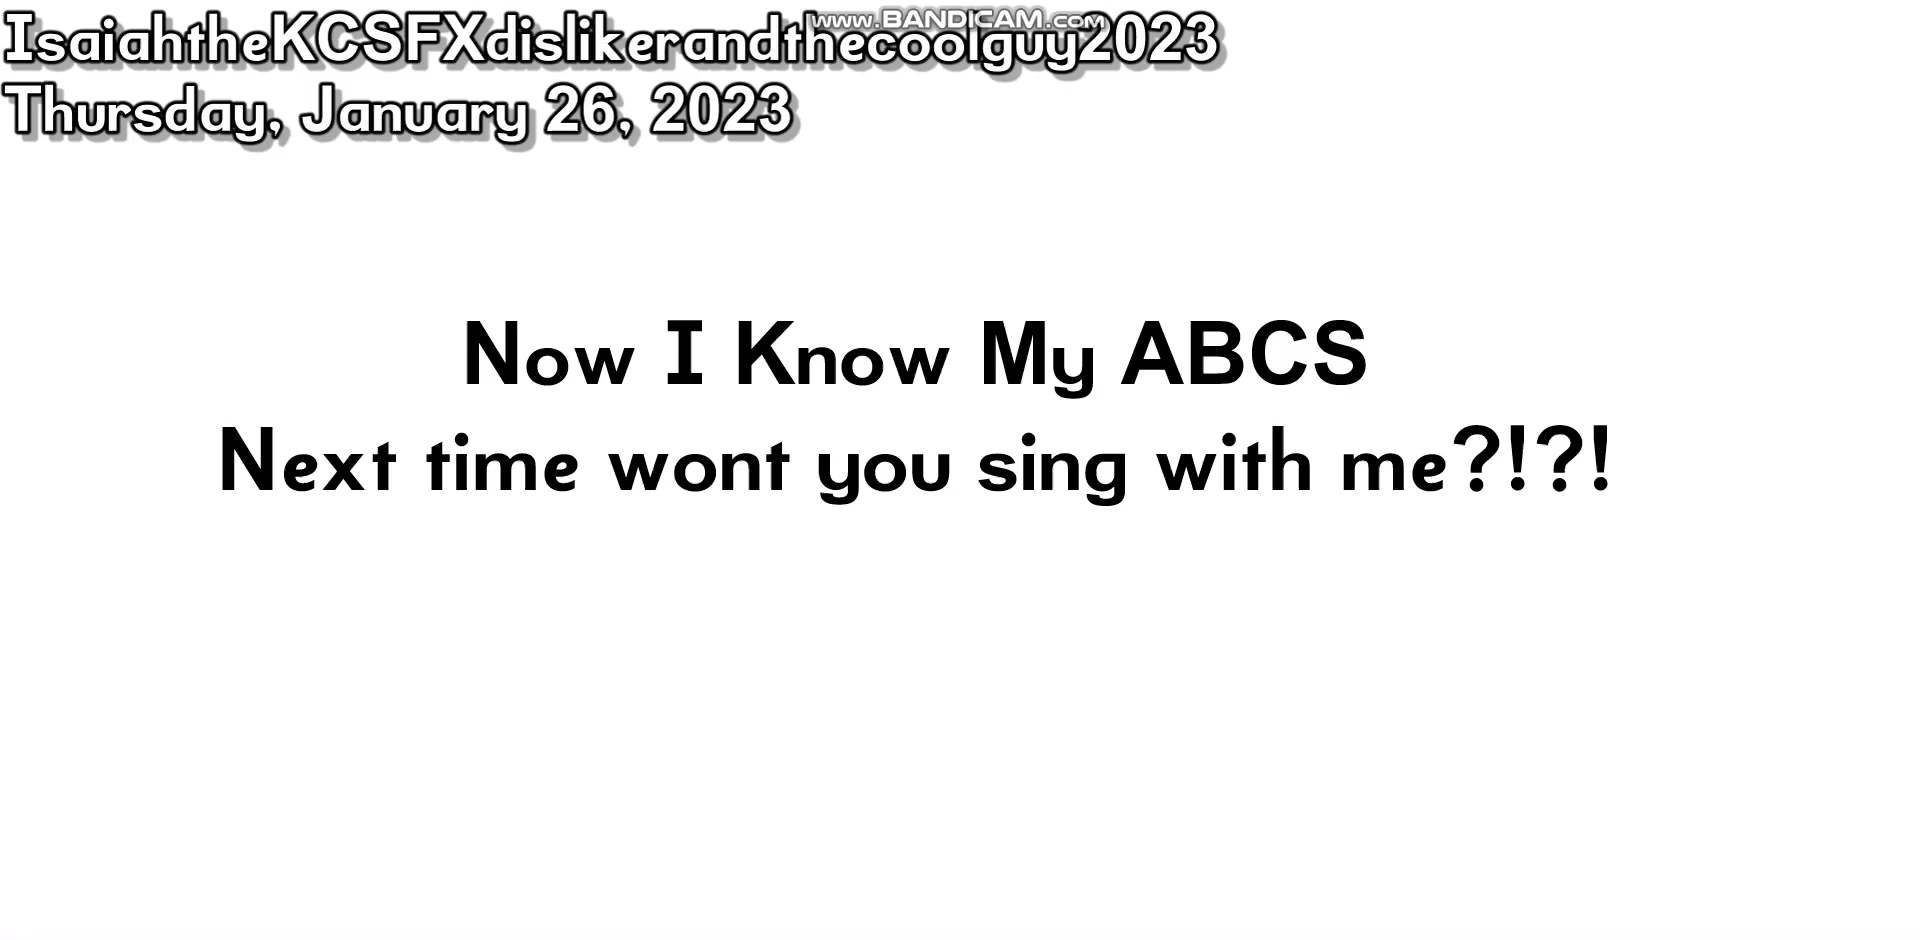 www.BANDICAM.com
IsaiahtheKCSFXdislikerandthecoolguy2023
Thursday, January 26, 2023
Now I Know My ABCS
Next time wont you sing with me?!?!